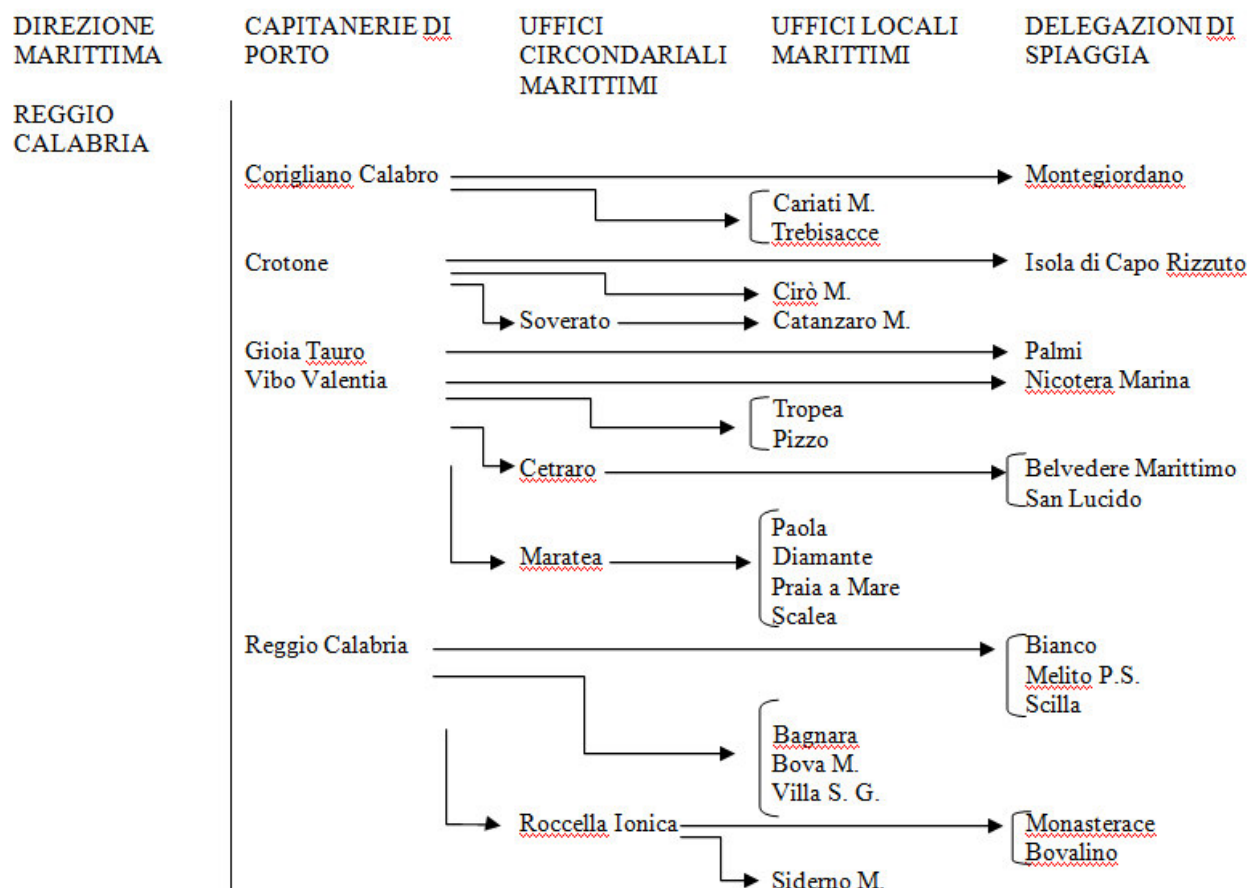 DIREZIONE MARITTIMA
CAPITANERIE DI PORTO
UFFICI CIRCONDARIALI MARITTIMI
UFFICI LOCALI MARITTIMI
DELEGAZIONI DI SPIAGGIA
REGGIO CALABRIA
Corigliano Calabro
Montegiordano
Cariati M.
Trebisacce
Crotone
Isola di Capo Rizzuto
Cirò M.
Soverato
Catanzaro M.
Gioia Tauro
Palmi
Vibo Valentia
Nicotera Marina
Tropea
Pizzo
Cetraro
Belvedere Marittimo
San Lucido
Maratea
Paola
Diamante
Praia a Mare
Scalea
Reggio Calabria
Bianco
Melito P.S.
Scilla
Bagnara
Bova M.
Villa S. G.
Roccella Ionica
Monasterace
Bovalino
Siderno M.